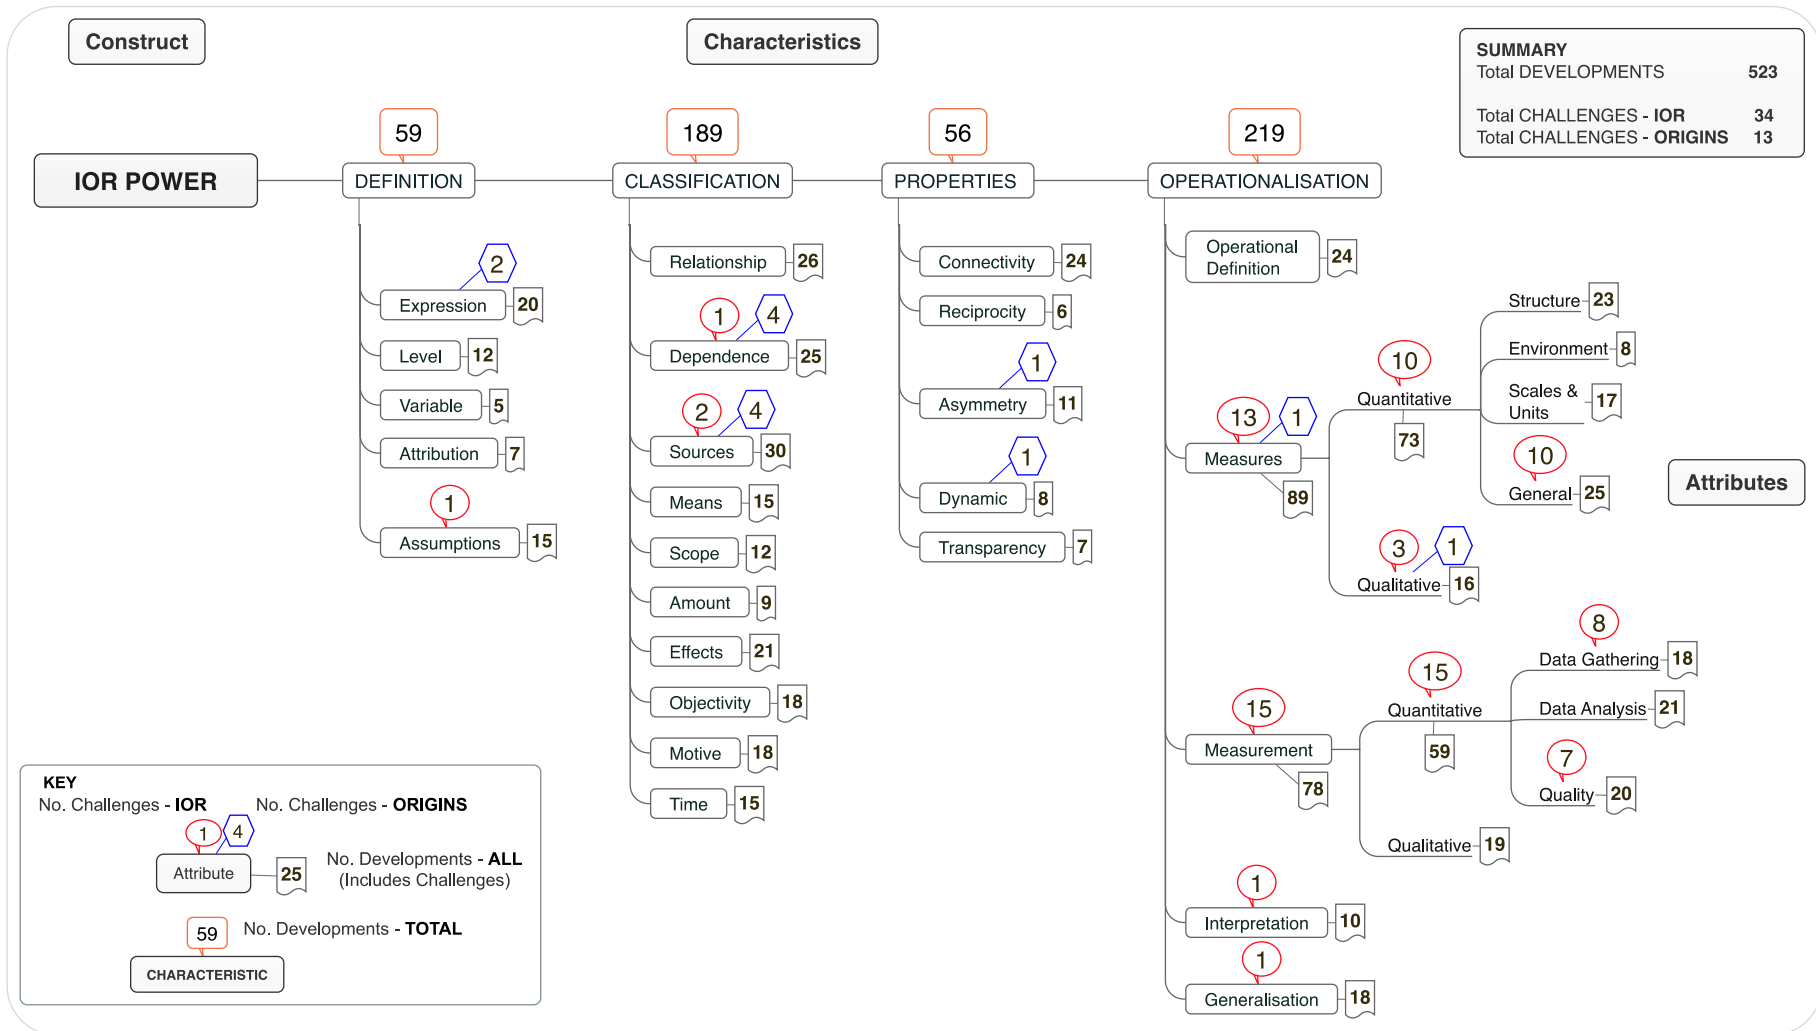 Construct
Characteristics
SUMMARY
Total DEVELOPMENTS 523
Total CHALLENGES - IOR 34
Total CHALLENGES - ORIGINS 13
59
189
56
219
IOR POWER
DEFINITION
CLASSIFICATION
PROPERTIES
OPERATIONALISATION
2
Expression 20
Level 12
Variable 5
Attribution 7
1
Assumptions 15
Relationship 26
1 4
Dependence 25
2 4
Sources 30
Means 15
Scope 12
Amount 9
Effects 21
Objectivity 18
Motive 18
Time 15
Connectivity 24
Reciprocity 6
1
Asymmetry 11
1
Dynamic 8
Transparency 7
Operational
Definition 24
13 1
Measures
89
10
Quantitative
73
Structure 23
Environment 8
Scales &
Units 17
10
General 25
3 1
Qualitative 16
Attributes
15
Measurement
78
15
Quantitative
59
8
Data Gathering 18
Data Analysis 21
7
Quality 20
Qualitative 19
1
Interpretation 10
1
Generalisation 18
KEY
No. Challenges - IOR No. Challenges - ORIGINS
1 4
Attribute 25
No. Developments - ALL
(Includes Challenges)
59 No. Developments - TOTAL
CHARACTERISTIC